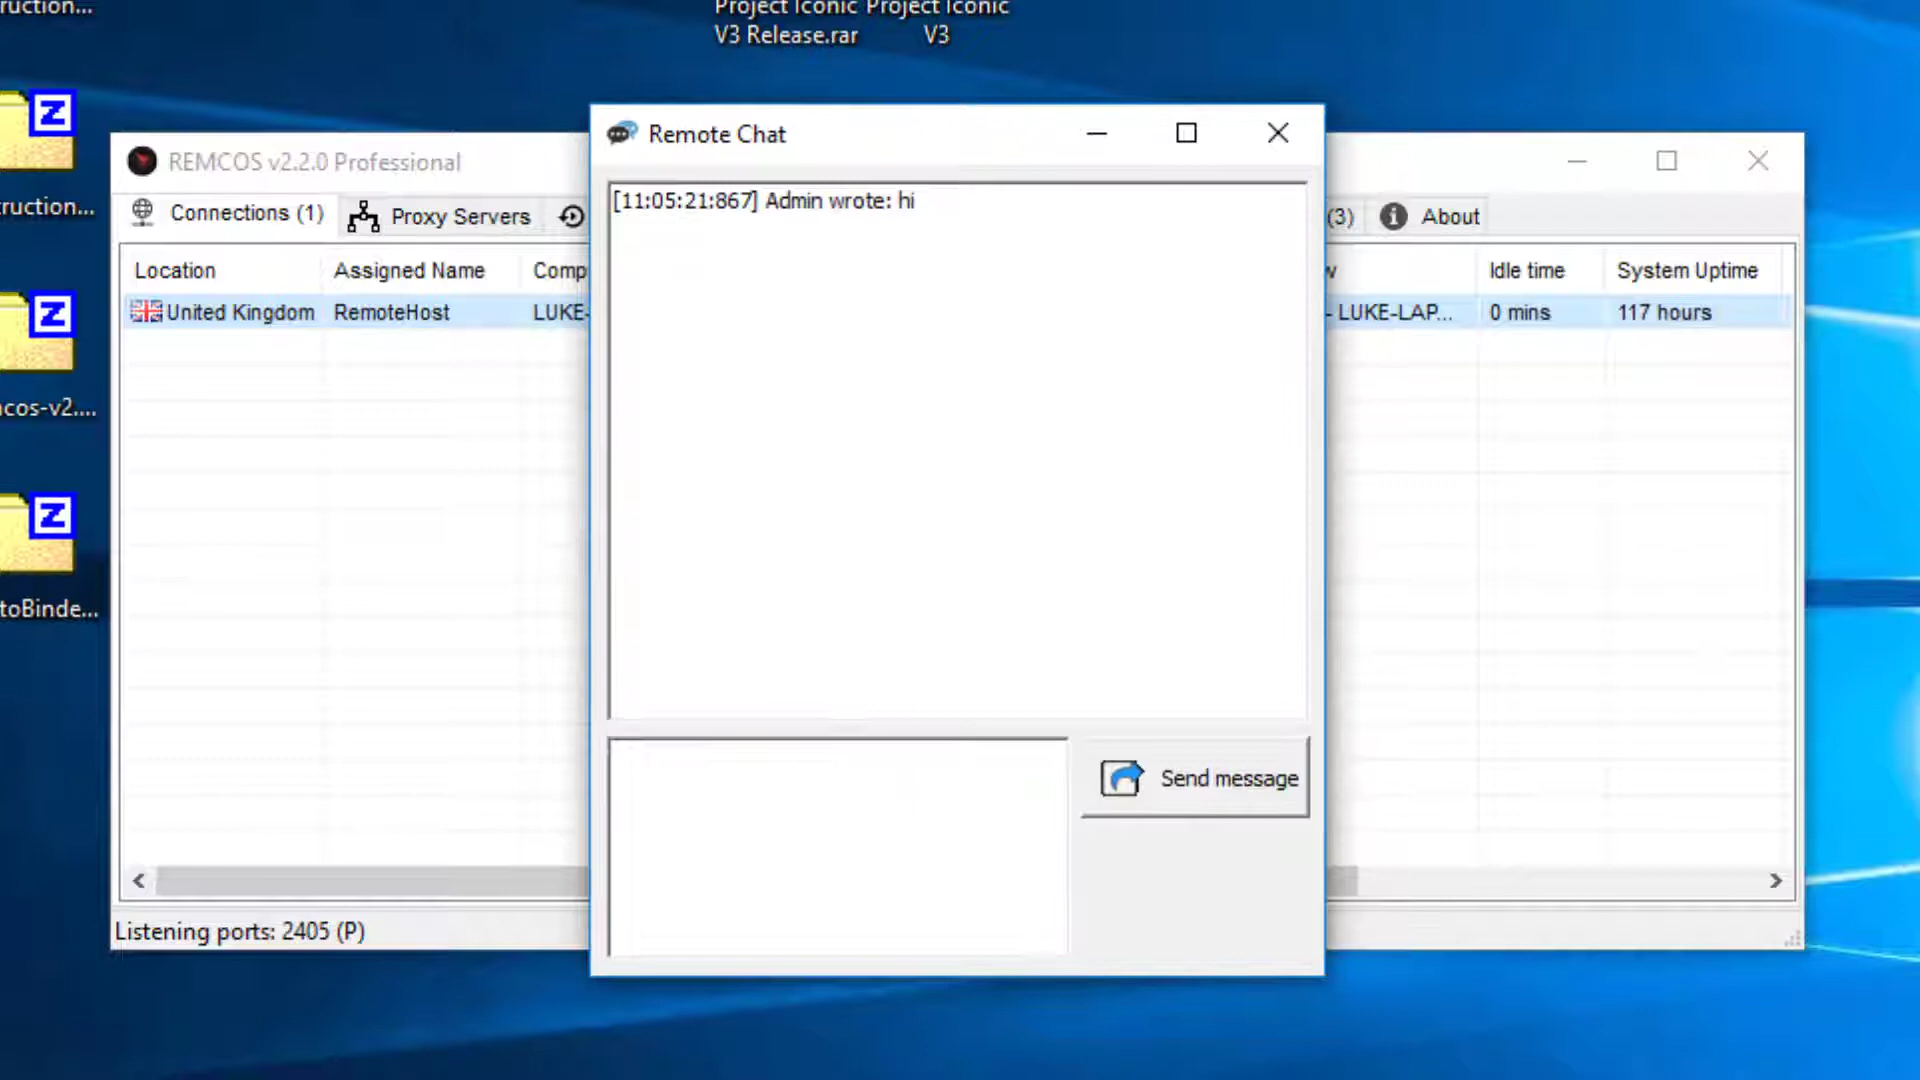 ruction...
Project Iconic Project Iconic
V3 Release.rar V3
Remote Chat
REMCOS v2.2.0 Professional
Connections (1) Proxy Servers (3) About
[11:05:21:867] Admin wrote: hi
ruction...
Location Assigned Name Comp Idle time System Uptime
United Kingdom RemoteHost LUKE- - LUKE-LAP... 0 mins 117 hours
cos-v2....
toBinde...
Send message
Listening ports: 2405 (P)